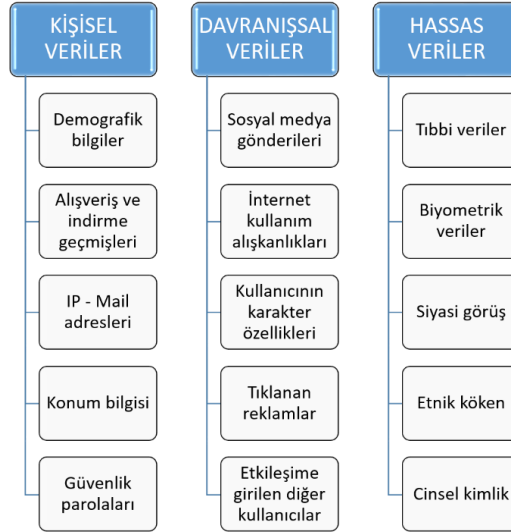 KİŞİSEL
VERİLER
Demografik
bilgiler
Alışveriş ve
indirme
geçmişleri
IP - Mail
adresleri
Konum bilgisi
Güvenlik
parolaları
DAVRANIŞSAL
VERİLER
Sosyal medya
gönderileri
İnternet
kullanım
alışkanlıkları
Kullanıcının
karakter
özellikleri
Tıklanan
reklamlar
Etkileşime
girilen diğer
kullanıcılar
HASSAS
VERİLER
Tıbbi veriler
Biyometrik
veriler
Siyasi görüş
Etnik köken
Cinsel kimlik